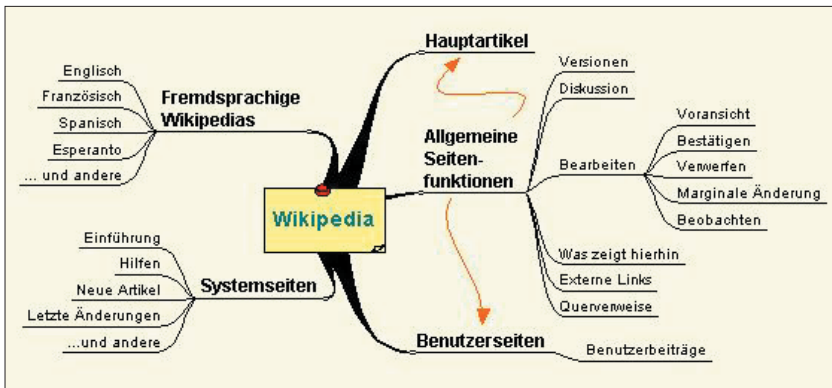 Wikipedia
Hauptartikel
Allgemeine
Seiten-
funktionen
Versionen
Diskussion
Bearbeiten
Voransicht
Bestätigen
Verwerfen
Marginale Änderung
Beobachten
Was zeigt hierhin
Externe Links
Querverweise
Benutzerseiten
Benutzerbeiträge
Fremdsprachige
Wikipedias
Englisch
Französisch
Spanisch
Esperanto
... und andere
Systemseiten
Einführung
Hilfen
Neue Artikel
Letzte Änderungen
...und andere